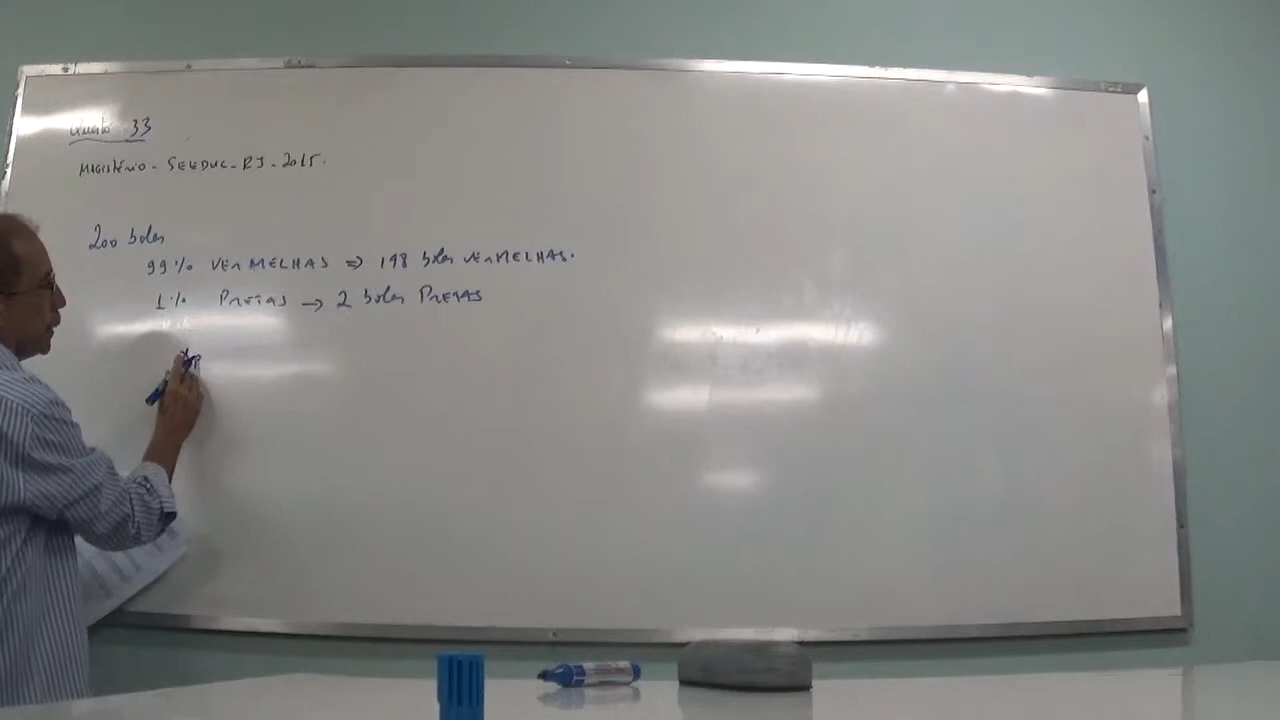 Questão 33
MAGISTÉRIO - SEEDUC - RJ - 2015.
200 bolas
99% VERMELHAS ⇒ 198 bolas VERMELHAS.
1% PRETAS → 2 bolas PRETAS